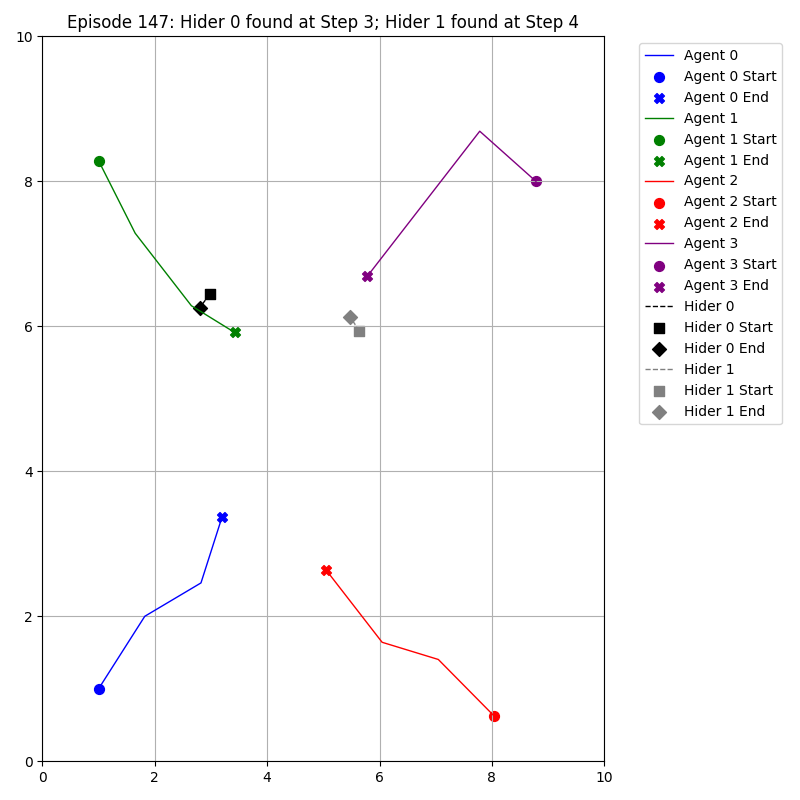 Episode 147: Hider 0 found at Step 3; Hider 1 found at Step 4
10
8
6
4
2
0
0 2 4 6 8 10
Agent 0
Agent 0 Start
Agent 0 End
Agent 1
Agent 1 Start
Agent 1 End
Agent 2
Agent 2 Start
Agent 2 End
Agent 3
Agent 3 Start
Agent 3 End
Hider 0
Hider 0 Start
Hider 0 End
Hider 1
Hider 1 Start
Hider 1 End